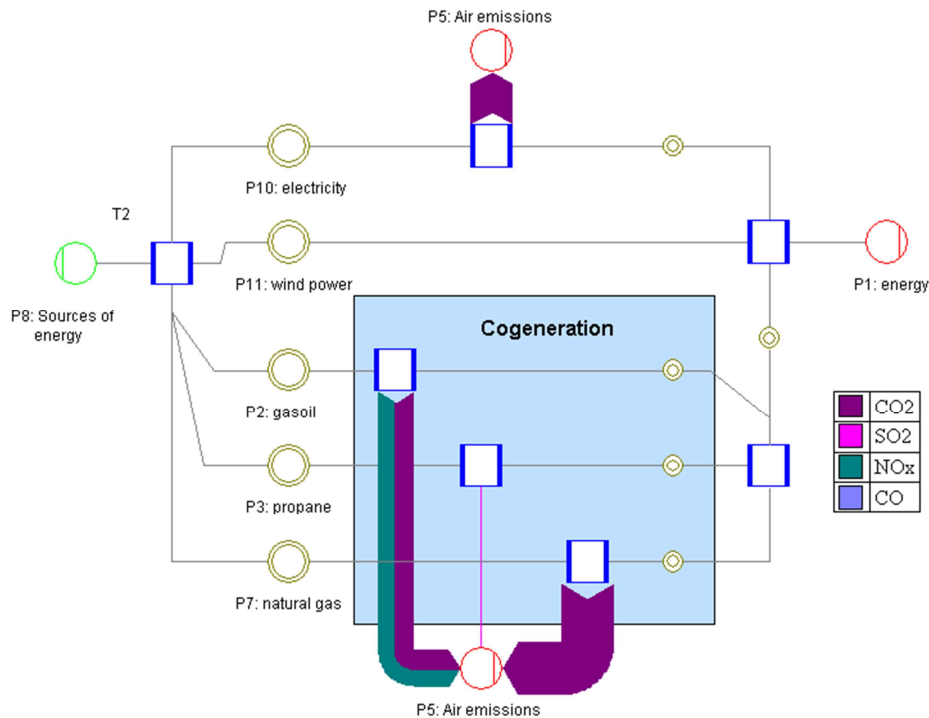 P5: Air emissions
P10: electricity
T2
P11: wind power
P1: energy
P8: Sources of
energy
Cogeneration
P2: gasoil
CO2
SO2
NOx
CO
P3: propane
P7: natural gas
P5: Air emissions